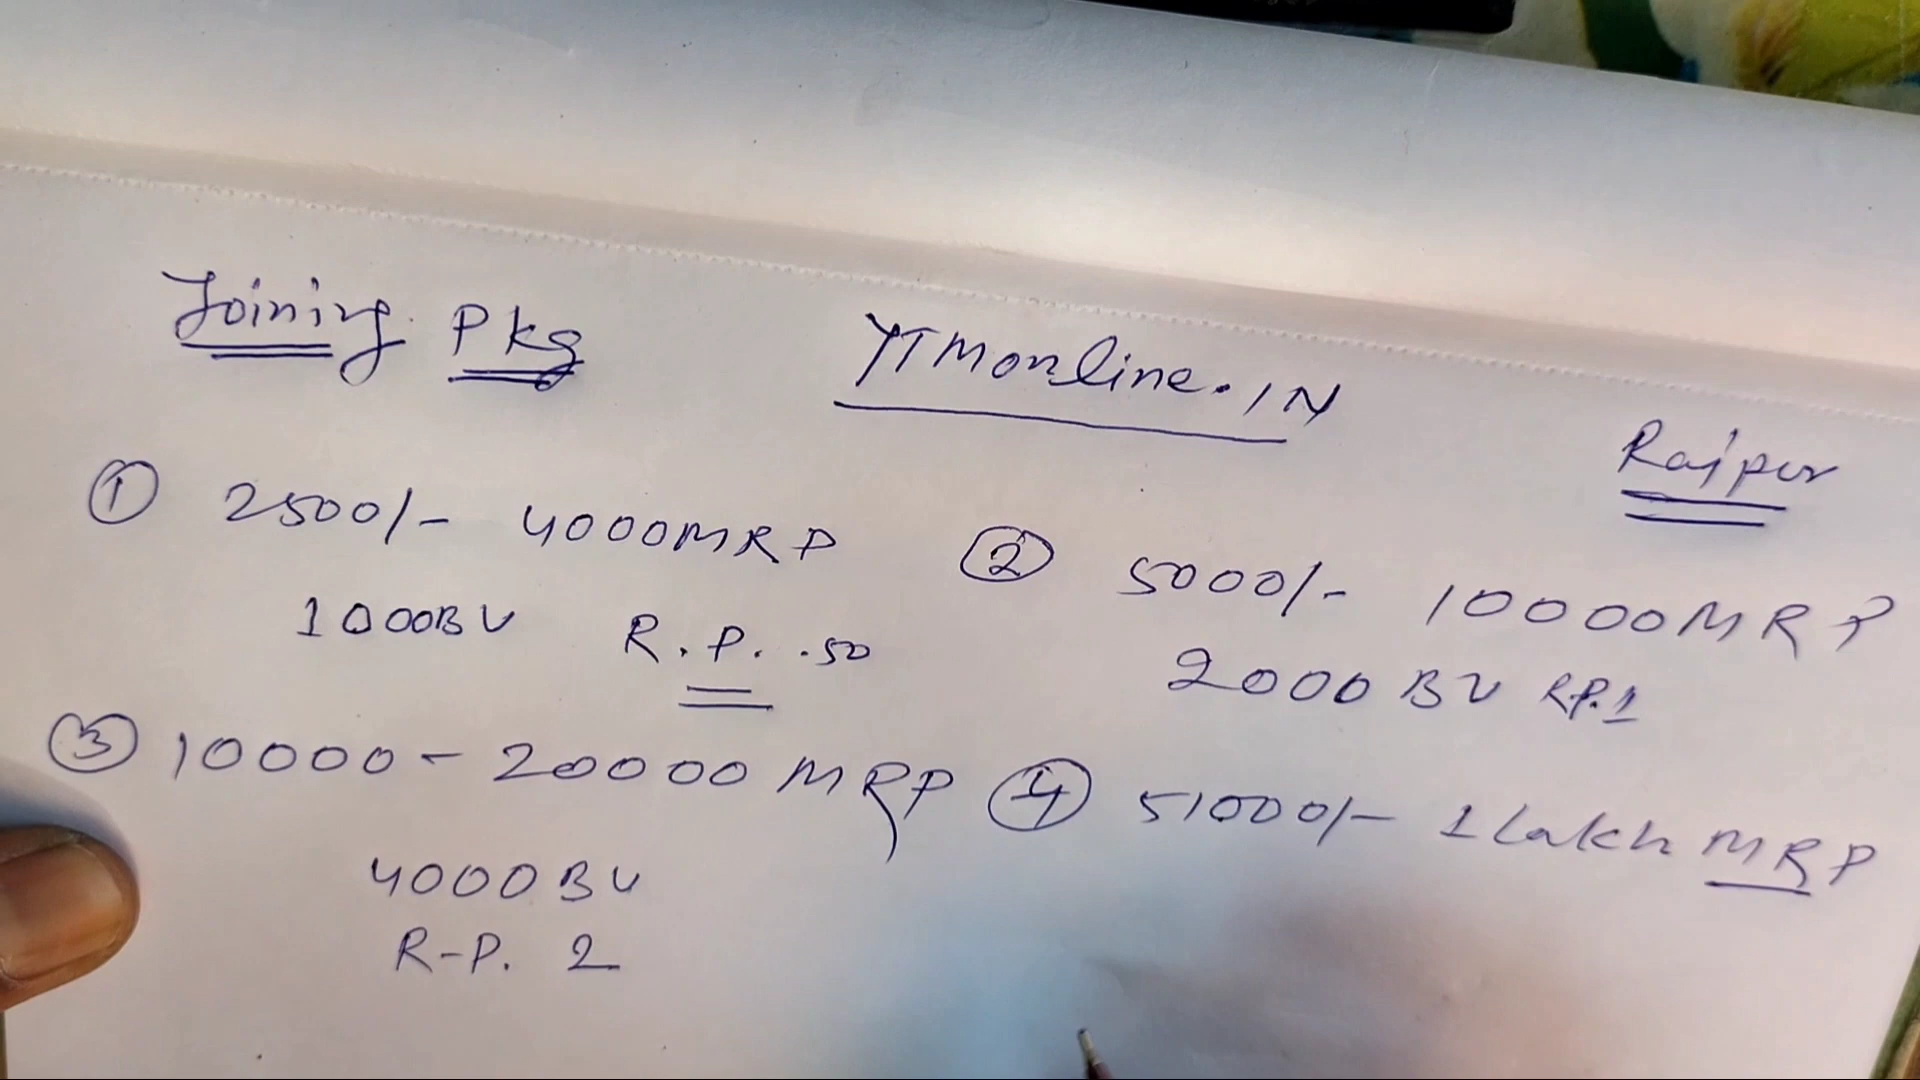 Joining Pkg
YTMonline.IN
Raipur
① 2500/- 4000MRP
1000BV R.P. .50
② 5000/- 10000MRP
2000 BV R.P.1
③ 10000 - 20000 MRP
4000BV
R-P. 2
④ 51000/- 1 Lakh MRP